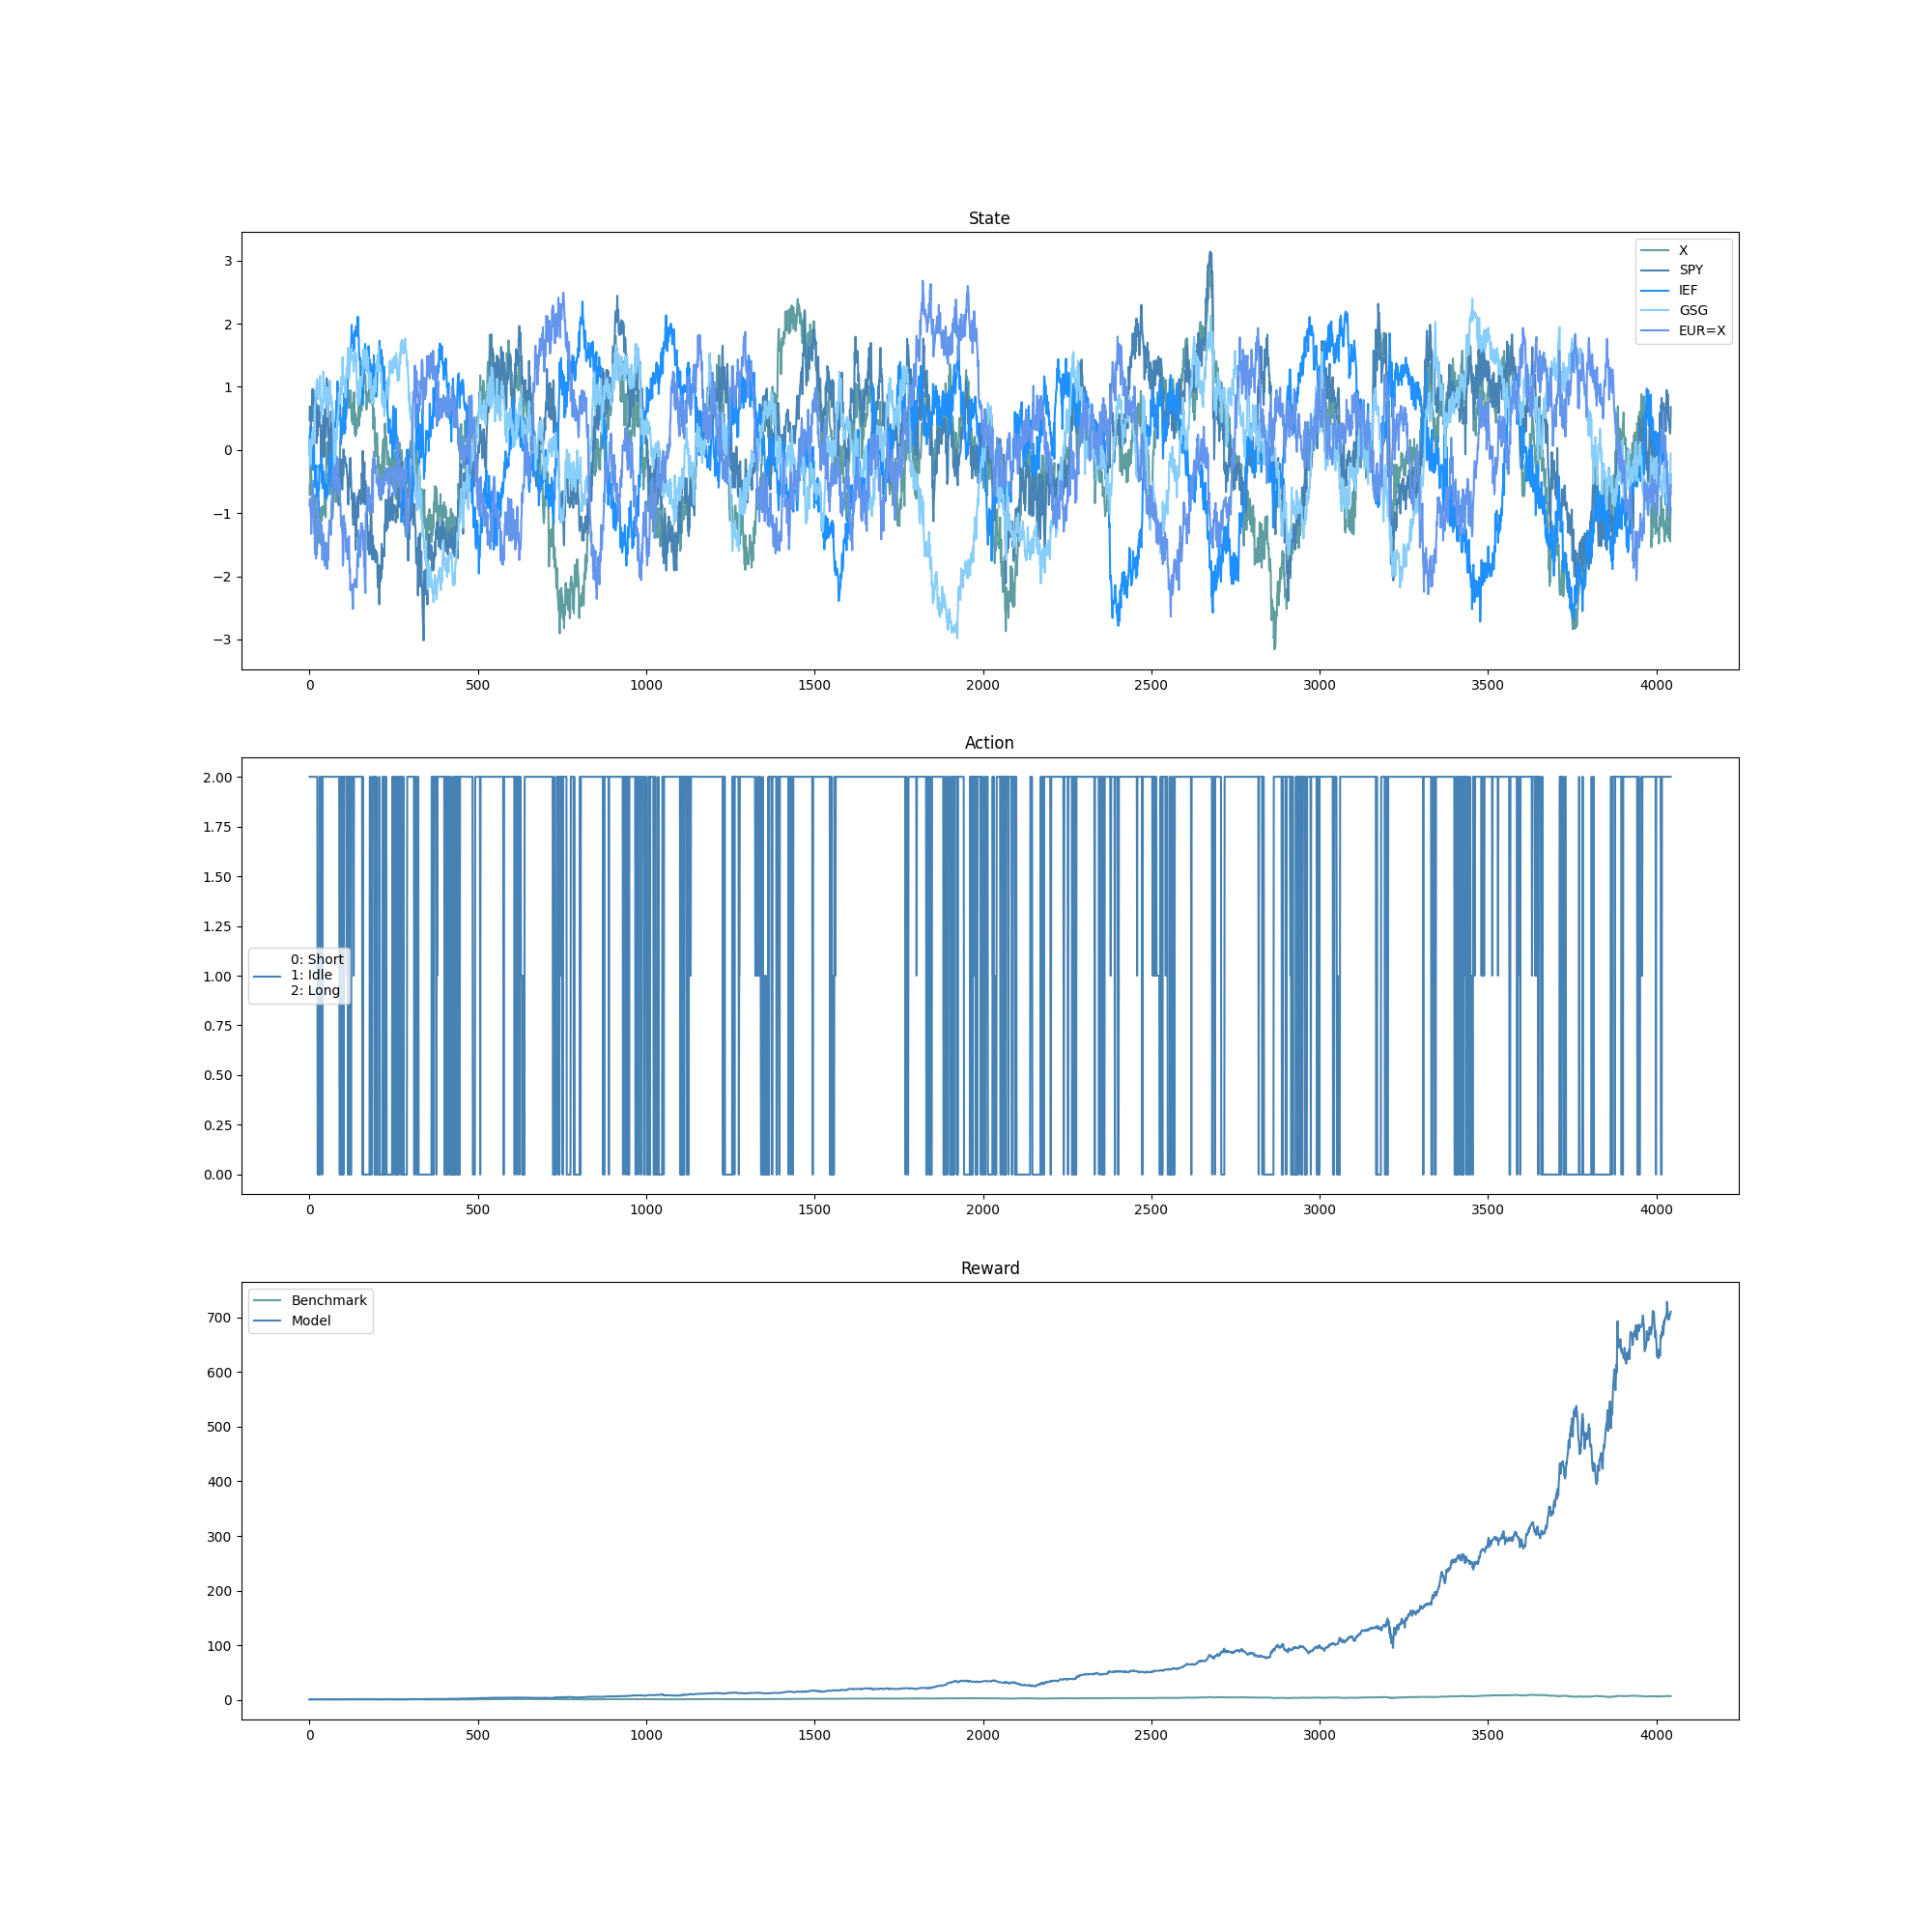 State
3
2
1
0
−1
−2
−3
X
SPY
IEF
GSG
EUR=X
0 500 1000 1500 2000 2500 3000 3500 4000
Action
2.00
1.75
1.50
1.25
1.00
0.75
0.50
0.25
0.00
0: Short
1: Idle
2: Long
0 500 1000 1500 2000 2500 3000 3500 4000
Reward
700
600
500
400
300
200
100
0
Benchmark
Model
0 500 1000 1500 2000 2500 3000 3500 4000